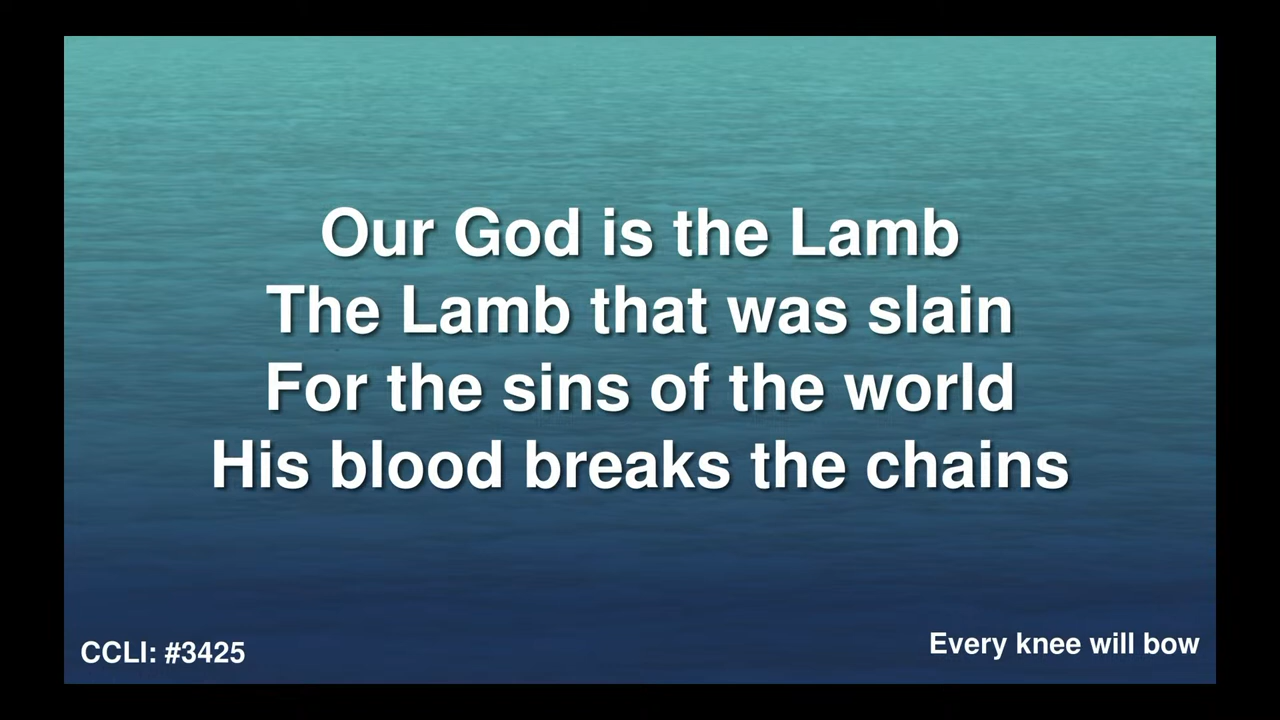 Our God is the Lamb
The Lamb that was slain
For the sins of the world
His blood breaks the chains
CCLI: #3425
Every knee will bow